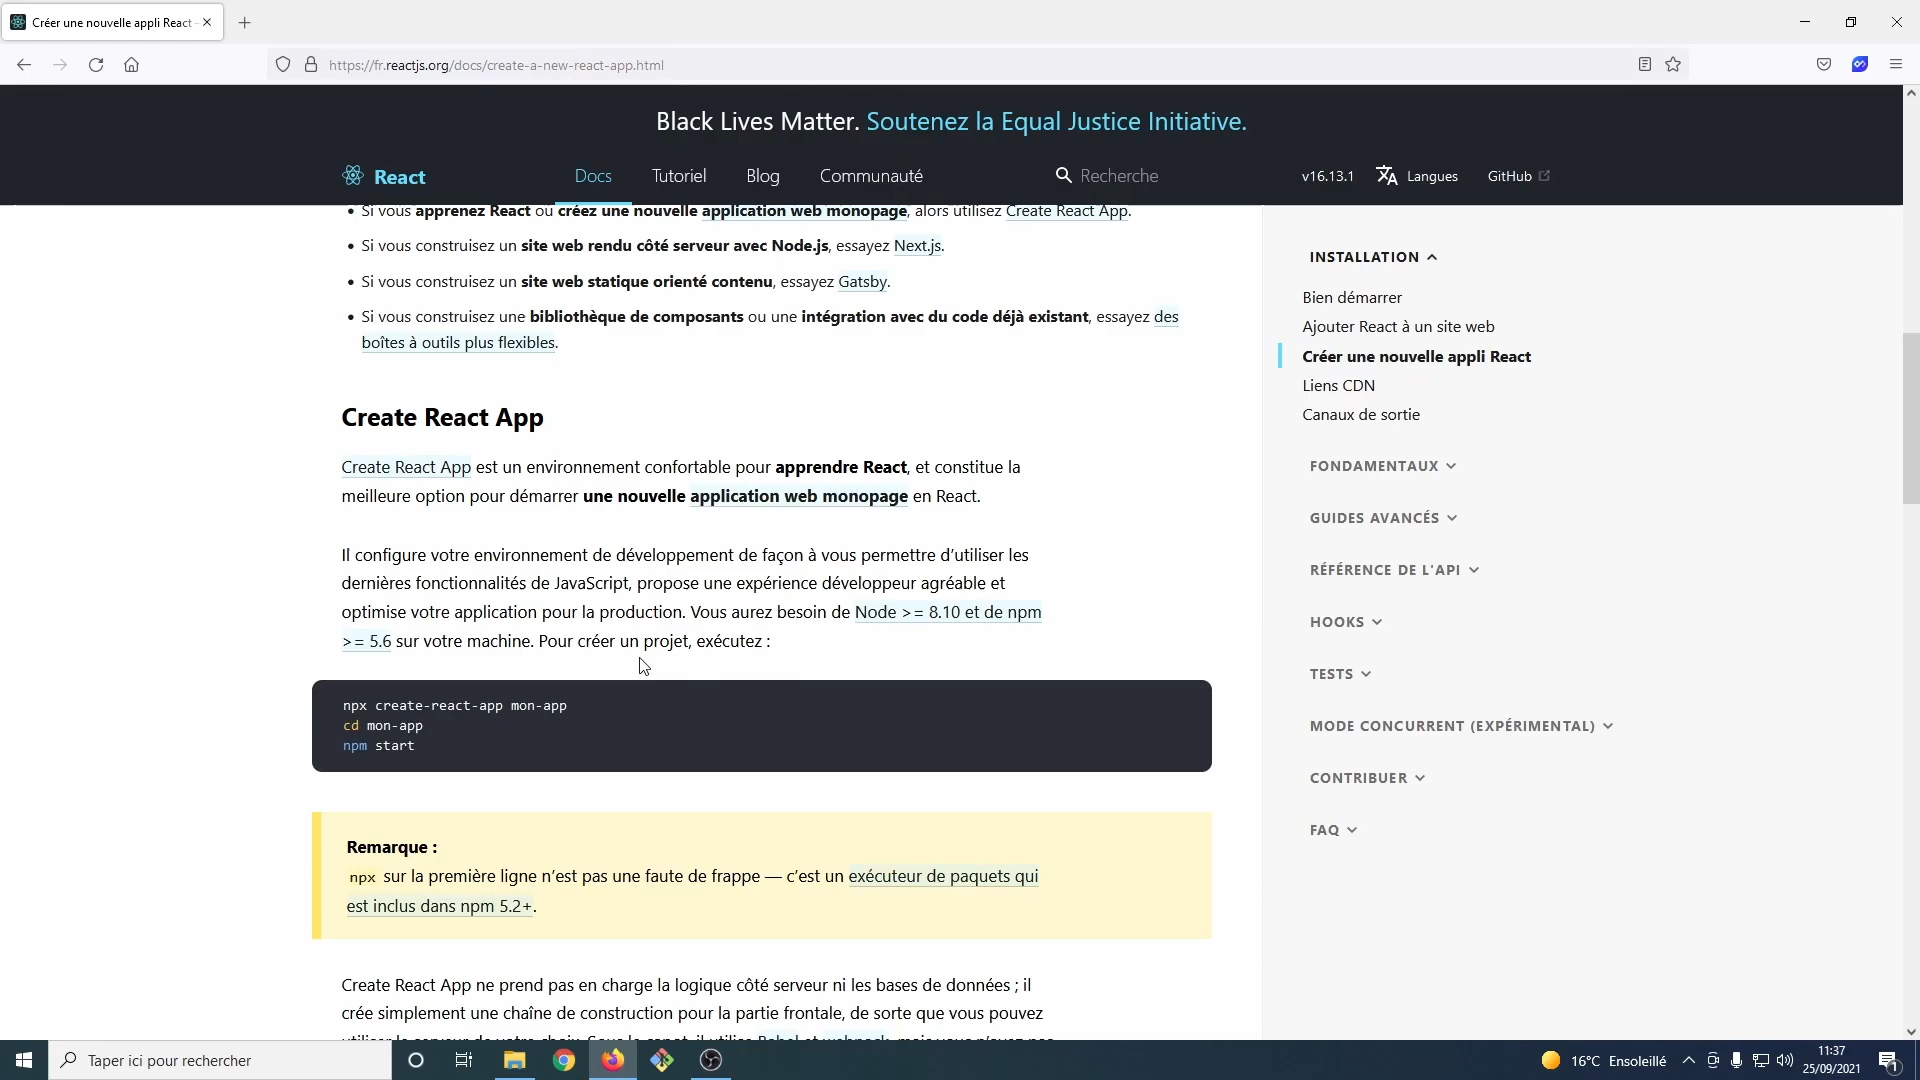 Créer une nouvelle appli React
https://fr.reactjs.org/docs/create-a-new-react-app.html
Black Lives Matter. Soutenez la Equal Justice Initiative.
React
Docs
Tutoriel
Blog
Communauté
Recherche
v16.13.1
Langues
GitHub
• Si vous apprenez React ou créez une nouvelle application web monopage, alors utilisez Create React App.
• Si vous construisez un site web rendu côté serveur avec Node.js, essayez Next.js.
• Si vous construisez un site web statique orienté contenu, essayez Gatsby.
• Si vous construisez une bibliothèque de composants ou une intégration avec du code déjà existant, essayez des
boîtes à outils plus flexibles.
Create React App
Create React App est un environnement confortable pour apprendre React, et constitue la
meilleure option pour démarrer une nouvelle application web monopage en React.
Il configure votre environnement de développement de façon à vous permettre d’utiliser les
dernières fonctionnalités de JavaScript, propose une expérience développeur agréable et
optimise votre application pour la production. Vous aurez besoin de Node >= 8.10 et de npm
>= 5.6 sur votre machine. Pour créer un projet, exécutez :
npx create-react-app mon-app
cd mon-app
npm start
Remarque :
npx sur la première ligne n’est pas une faute de frappe — c’est un exécuteur de paquets qui
est inclus dans npm 5.2+.
Create React App ne prend pas en charge la logique côté serveur ni les bases de données ; il
crée simplement une chaîne de construction pour la partie frontale, de sorte que vous pouvez
INSTALLATION
Bien démarrer
Ajouter React à un site web
Créer une nouvelle appli React
Liens CDN
Canaux de sortie
FONDAMENTAUX
GUIDES AVANCÉS
RÉFÉRENCE DE L'API
HOOKS
TESTS
MODE CONCURRENT (EXPÉRIMENTAL)
CONTRIBUER
FAQ
Taper ici pour rechercher
16°C Ensoleillé
11:37
25/09/2021
1